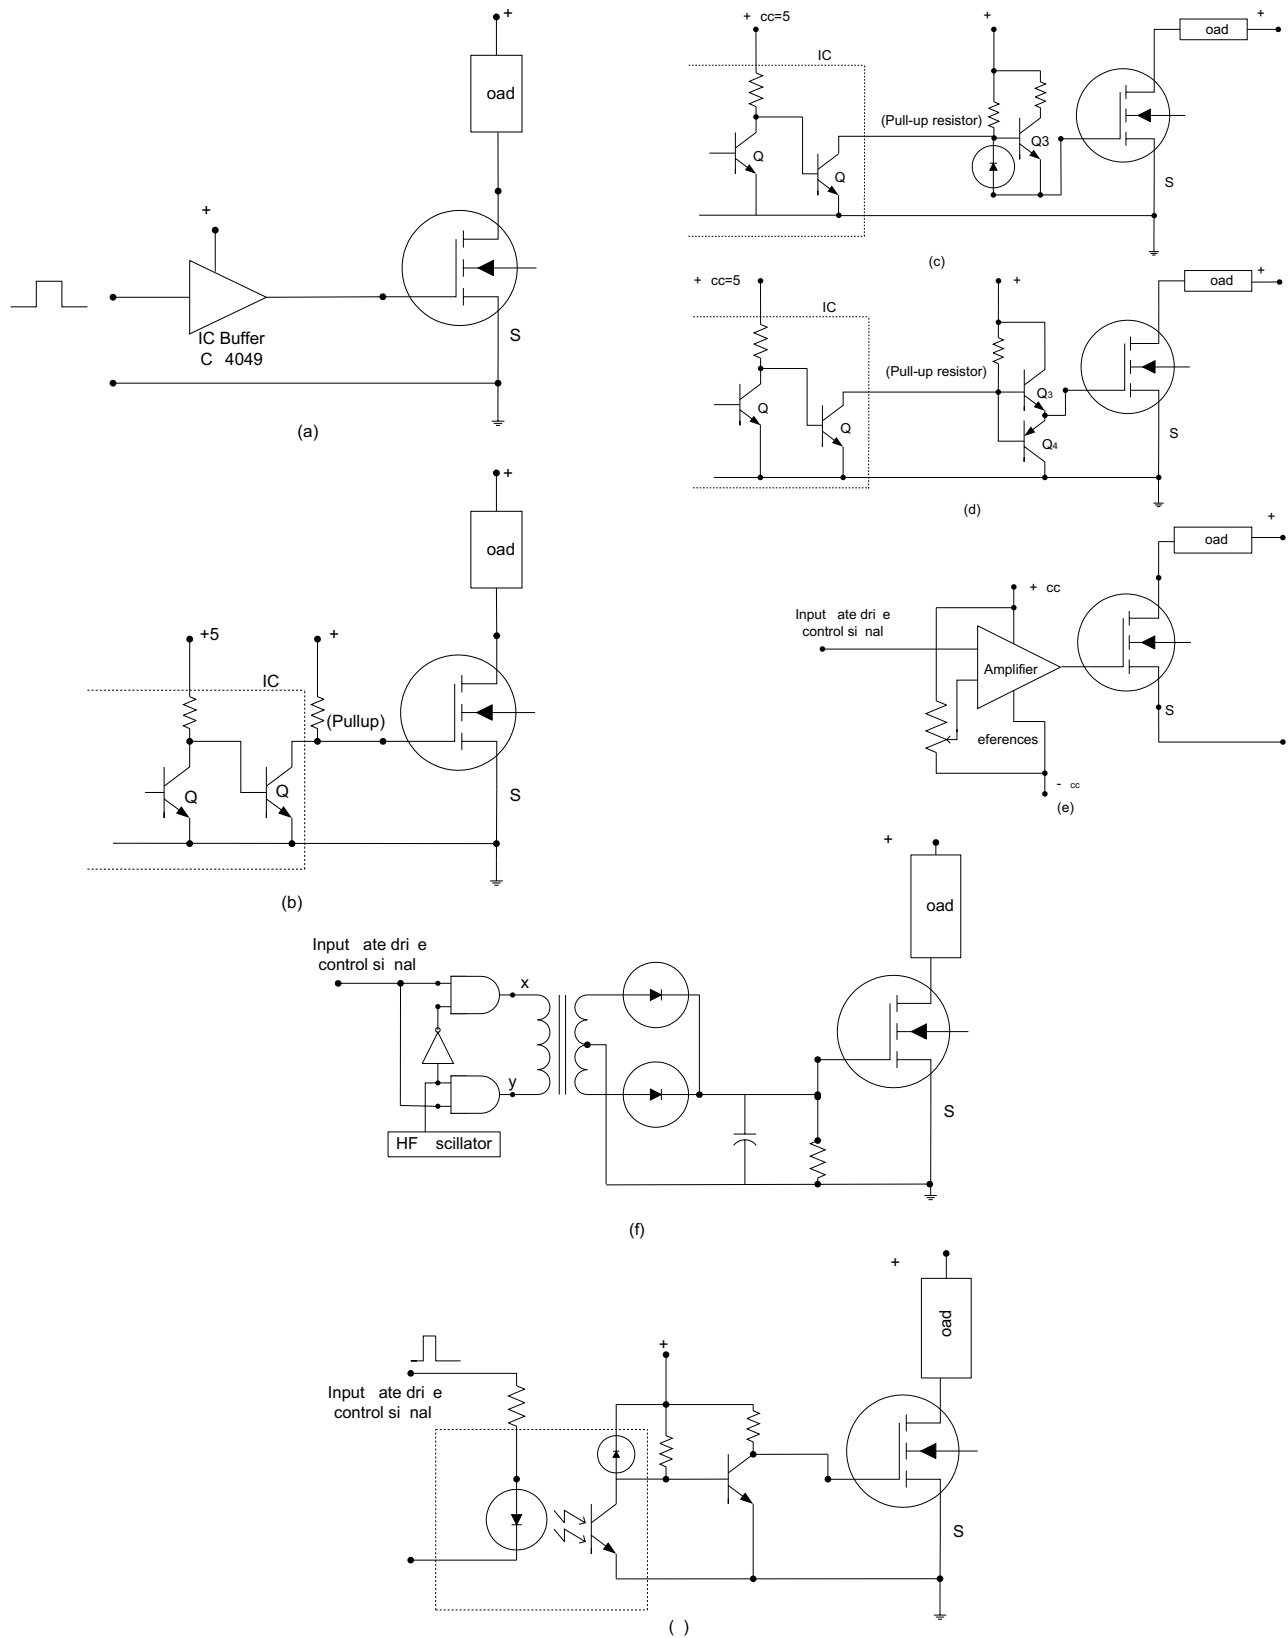 +
oad
+
IC Buffer
C 4049
S
(a)
+ cc=5
IC
(Pull-up resistor)
Q
Q
+
Q3
oad
+
S
(c)
+ cc=5
IC
(Pull-up resistor)
Q
Q
+
Q3
Q4
oad
+
S
(d)
+
oad
+5
IC
+
(Pullup)
Q
Q
S
(b)
Input ate dri e
control si nal
+ cc
Amplifier
eferences
- cc
oad
+
S
(e)
Input ate dri e
control si nal
x
y
HF scillator
+
oad
S
(f)
Input ate dri e
control si nal
+
+
oad
S
( )